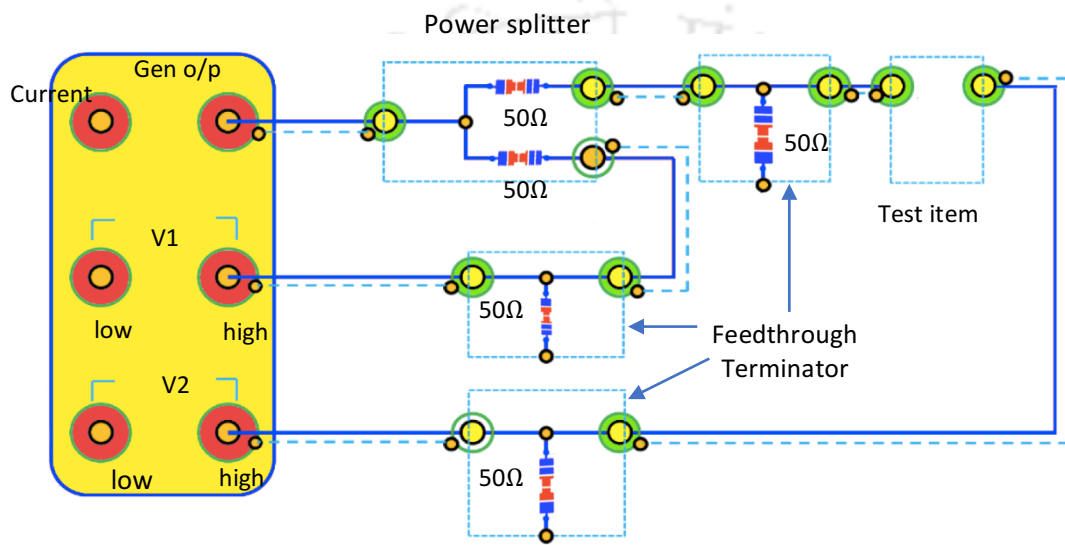 Power splitter
Gen o/p
Current
50Ω
50Ω
50Ω
Test item
V1
50Ω
low
high
Feedthrough
Terminator
V2
50Ω
low
high